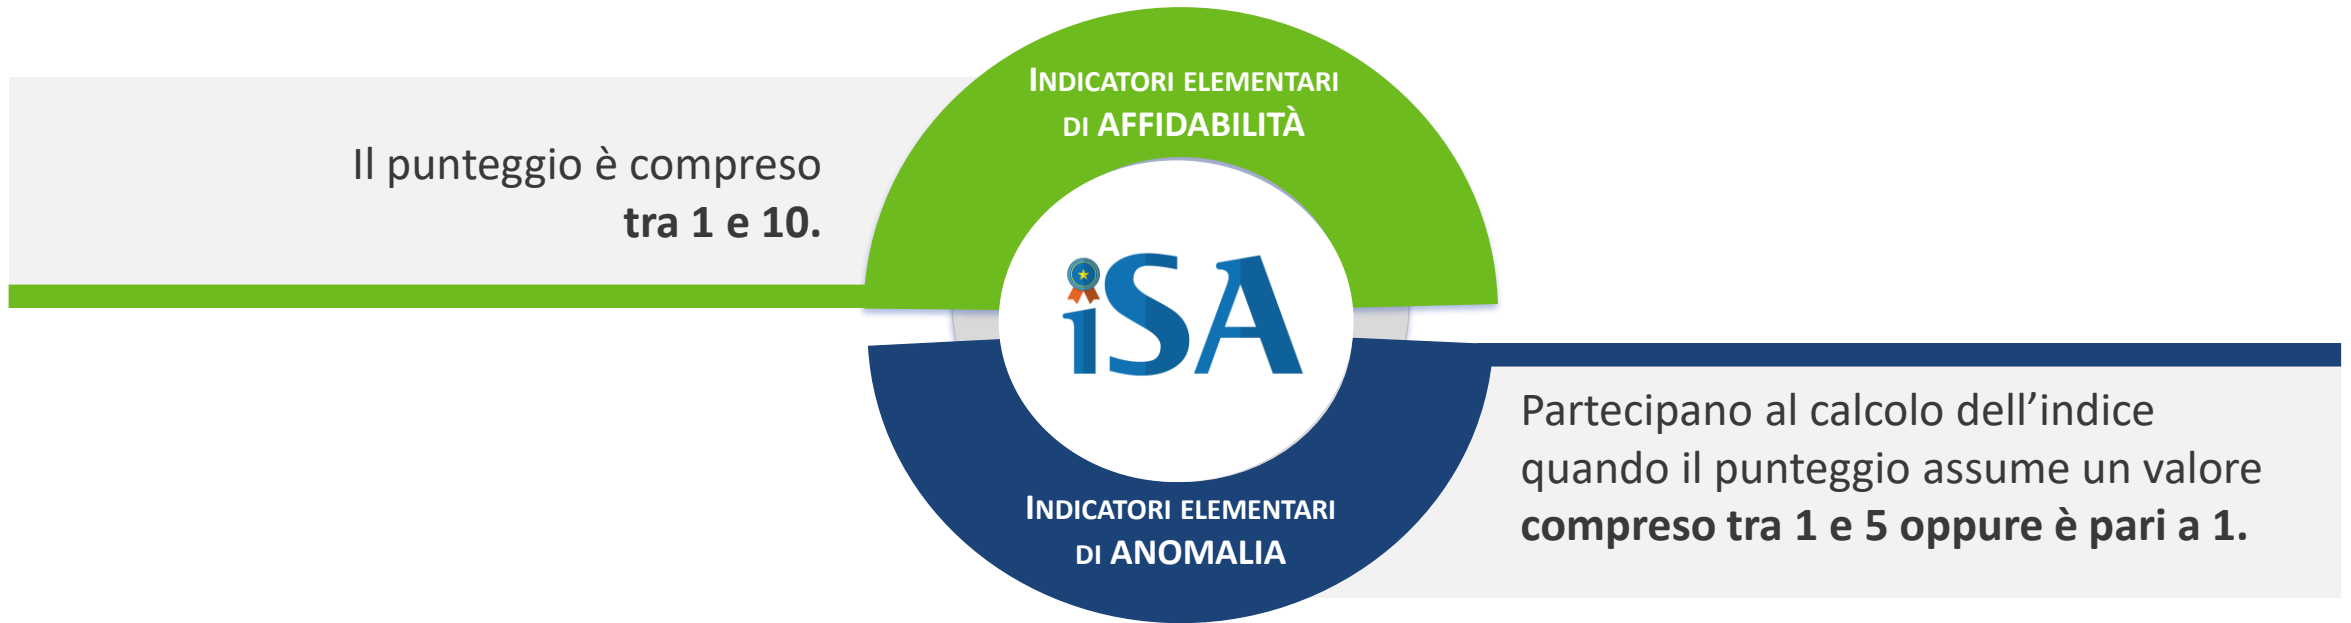 Indicatori elementari
di AFFIDABILITÀ
Il punteggio è compreso
tra 1 e 10.
iSA
Partecipano al calcolo dell’indice
quando il punteggio assume un valore
compreso tra 1 e 5 oppure è pari a 1.
Indicatori elementari
di ANOMALIA